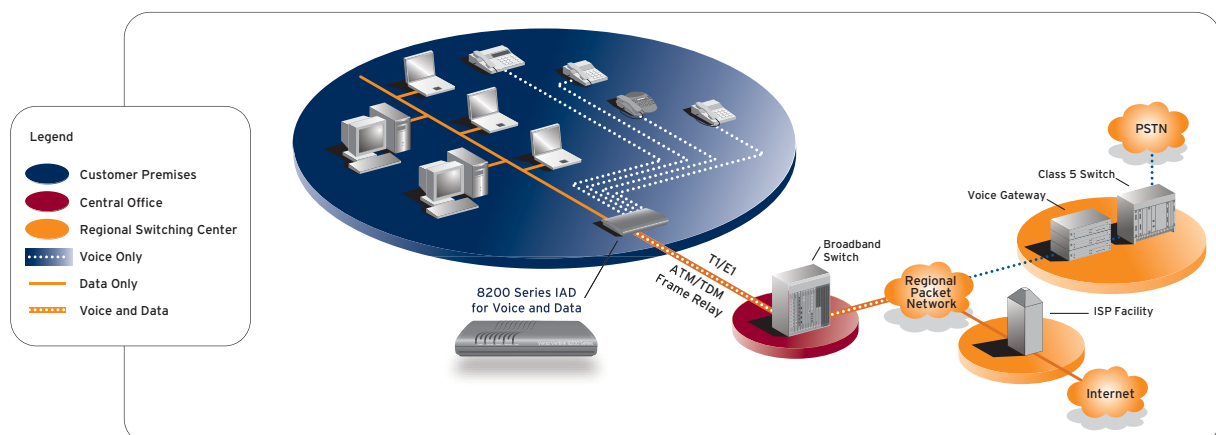 Legend
Customer Premises
Central Office
Regional Switching Center
Voice Only
Data Only
Voice and Data
8200 Series IAD
for Voice and Data
T1/E1
ATM/TDM
Frame Relay
Broadband
Switch
Regional
Packet
Network
Voice Gateway
Class 5 Switch
PSTN
ISP Facility
Internet